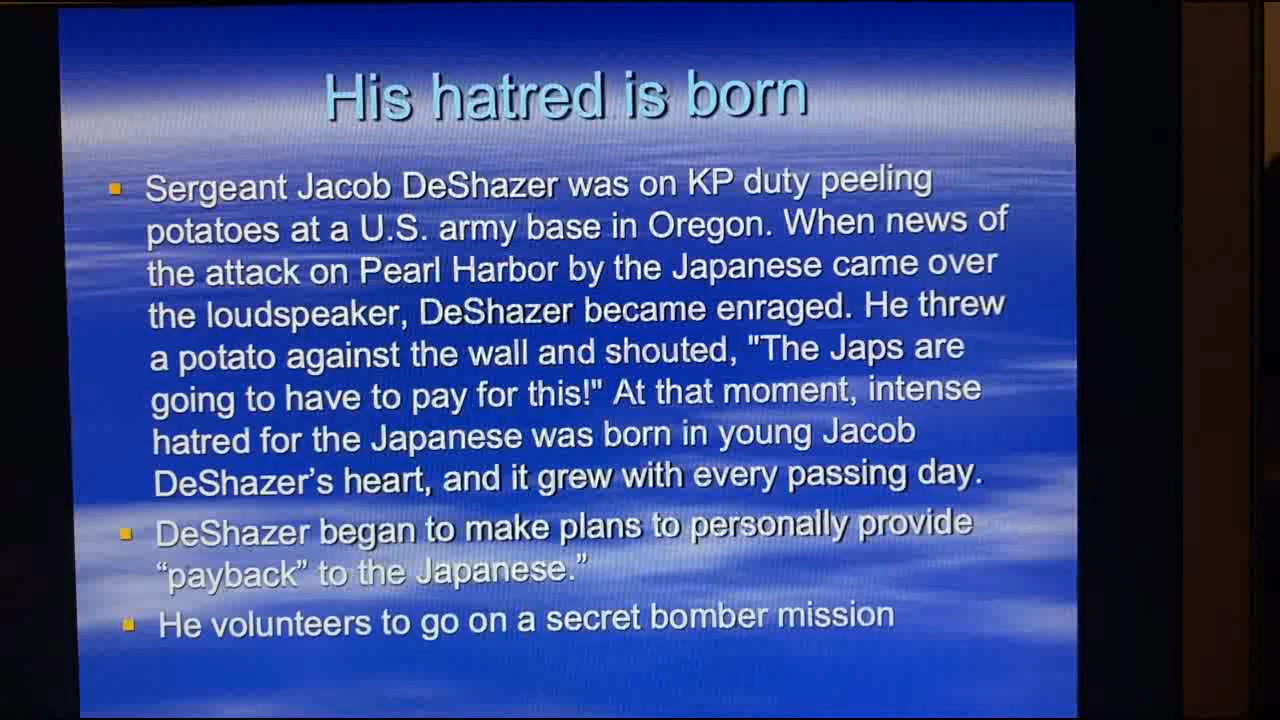 His hatred is born
Sergeant Jacob DeShazer was on KP duty peeling
potatoes at a U.S. army base in Oregon. When news of
the attack on Pearl Harbor by the Japanese came over
the loudspeaker, DeShazer became enraged. He threw
a potato against the wall and shouted, "The Japs are
going to have to pay for this!" At that moment, intense
hatred for the Japanese was born in young Jacob
DeShazer’s heart, and it grew with every passing day.
DeShazer began to make plans to personally provide
“payback” to the Japanese.”
He volunteers to go on a secret bomber mission